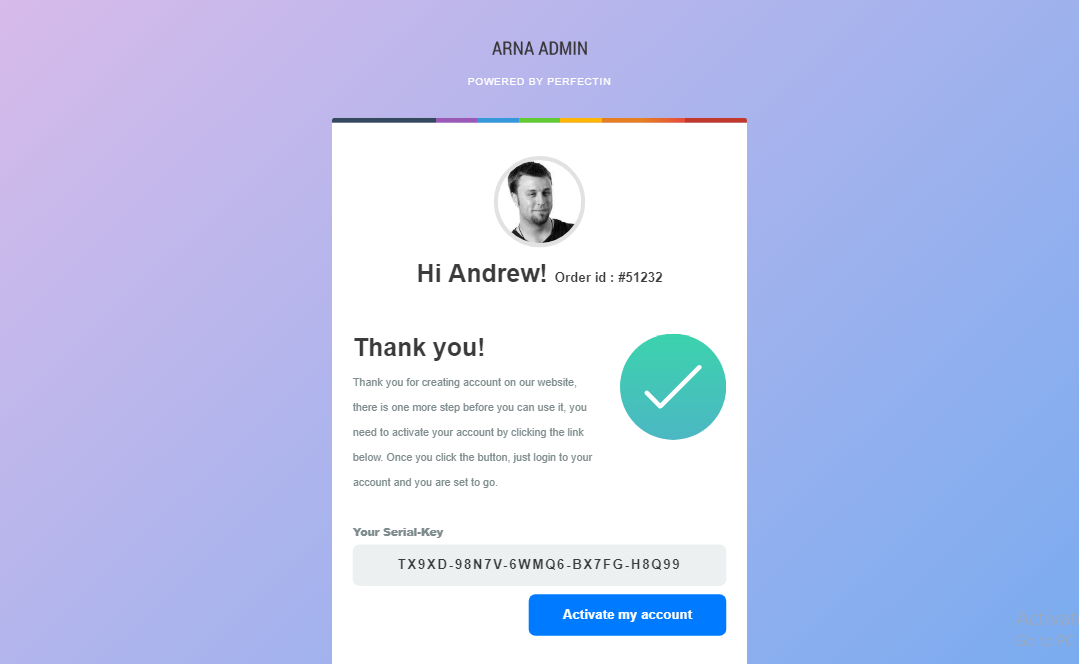 ARNA ADMIN
POWERED BY PERFECTIN
Hi Andrew! Order id : #51232
Thank you!
Thank you for creating account on our website,
there is one more step before you can use it, you
need to activate your account by clicking the link
below. Once you click the button, just login to your
account and you are set to go.
Your Serial-Key
TX9XD-98N7V-6WMQ6-BX7FG-H8Q99
Activate my account